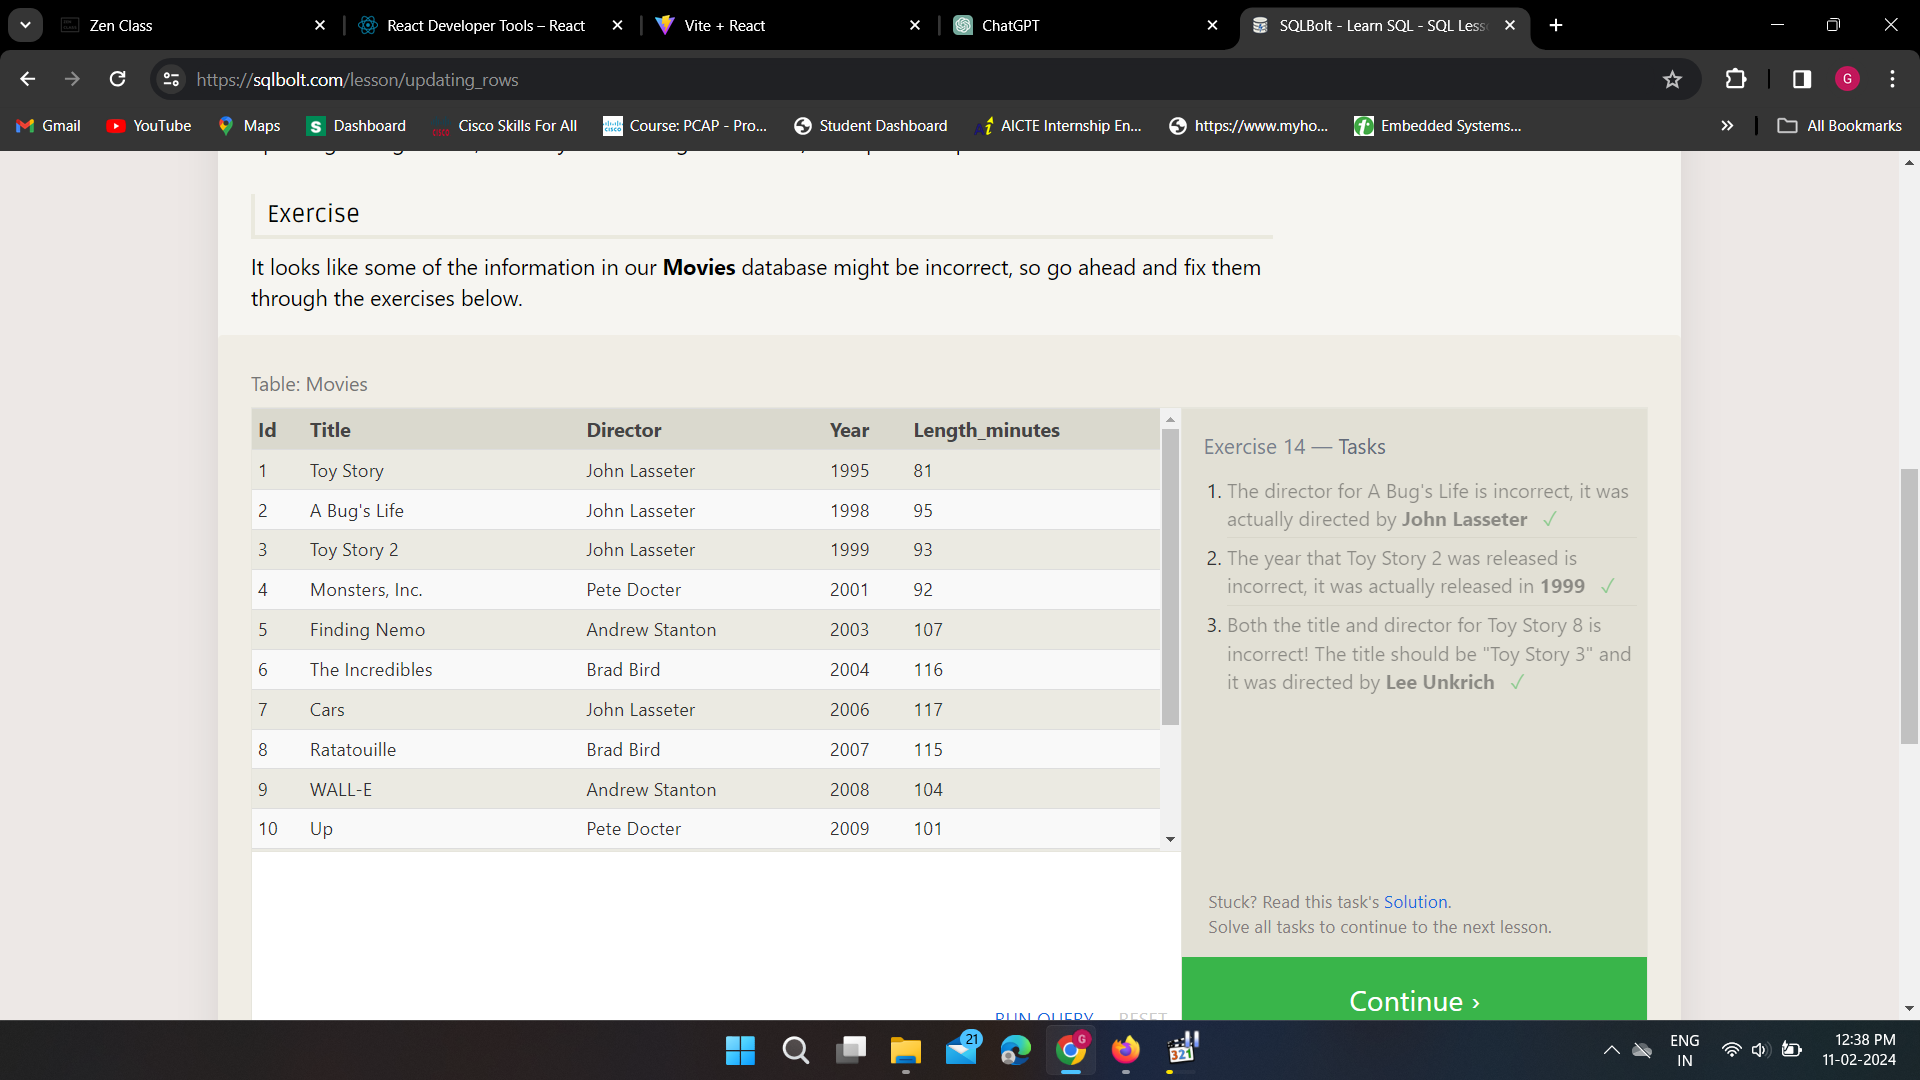 Zen Class
React Developer Tools – React
Vite + React
ChatGPT
SQLBolt - Learn SQL - SQL Less
https://sqlbolt.com/lesson/updating_rows
G
Gmail
YouTube
Maps
S Dashboard
Cisco Skills For All
Course: PCAP - Pro...
Student Dashboard
AICTE Internship En...
https://www.myho...
Embedded Systems...
All Bookmarks
Exercise
It looks like some of the information in our Movies database might be incorrect, so go ahead and fix them
through the exercises below.
Table: Movies
Id Title Director Year Length_minutes
1 Toy Story John Lasseter 1995 81
2 A Bug's Life John Lasseter 1998 95
3 Toy Story 2 John Lasseter 1999 93
4 Monsters, Inc. Pete Docter 2001 92
5 Finding Nemo Andrew Stanton 2003 107
6 The Incredibles Brad Bird 2004 116
7 Cars John Lasseter 2006 117
8 Ratatouille Brad Bird 2007 115
9 WALL-E Andrew Stanton 2008 104
10 Up Pete Docter 2009 101
Exercise 14 — Tasks
1. The director for A Bug's Life is incorrect, it was
actually directed by John Lasseter ✓
2. The year that Toy Story 2 was released is
incorrect, it was actually released in 1999 ✓
3. Both the title and director for Toy Story 8 is
incorrect! The title should be "Toy Story 3" and
it was directed by Lee Unkrich ✓
Stuck? Read this task's Solution.
Solve all tasks to continue to the next lesson.
Continue ›
RUN QUERY RESET
21
G
321
ENG
IN
12:38 PM
11-02-2024